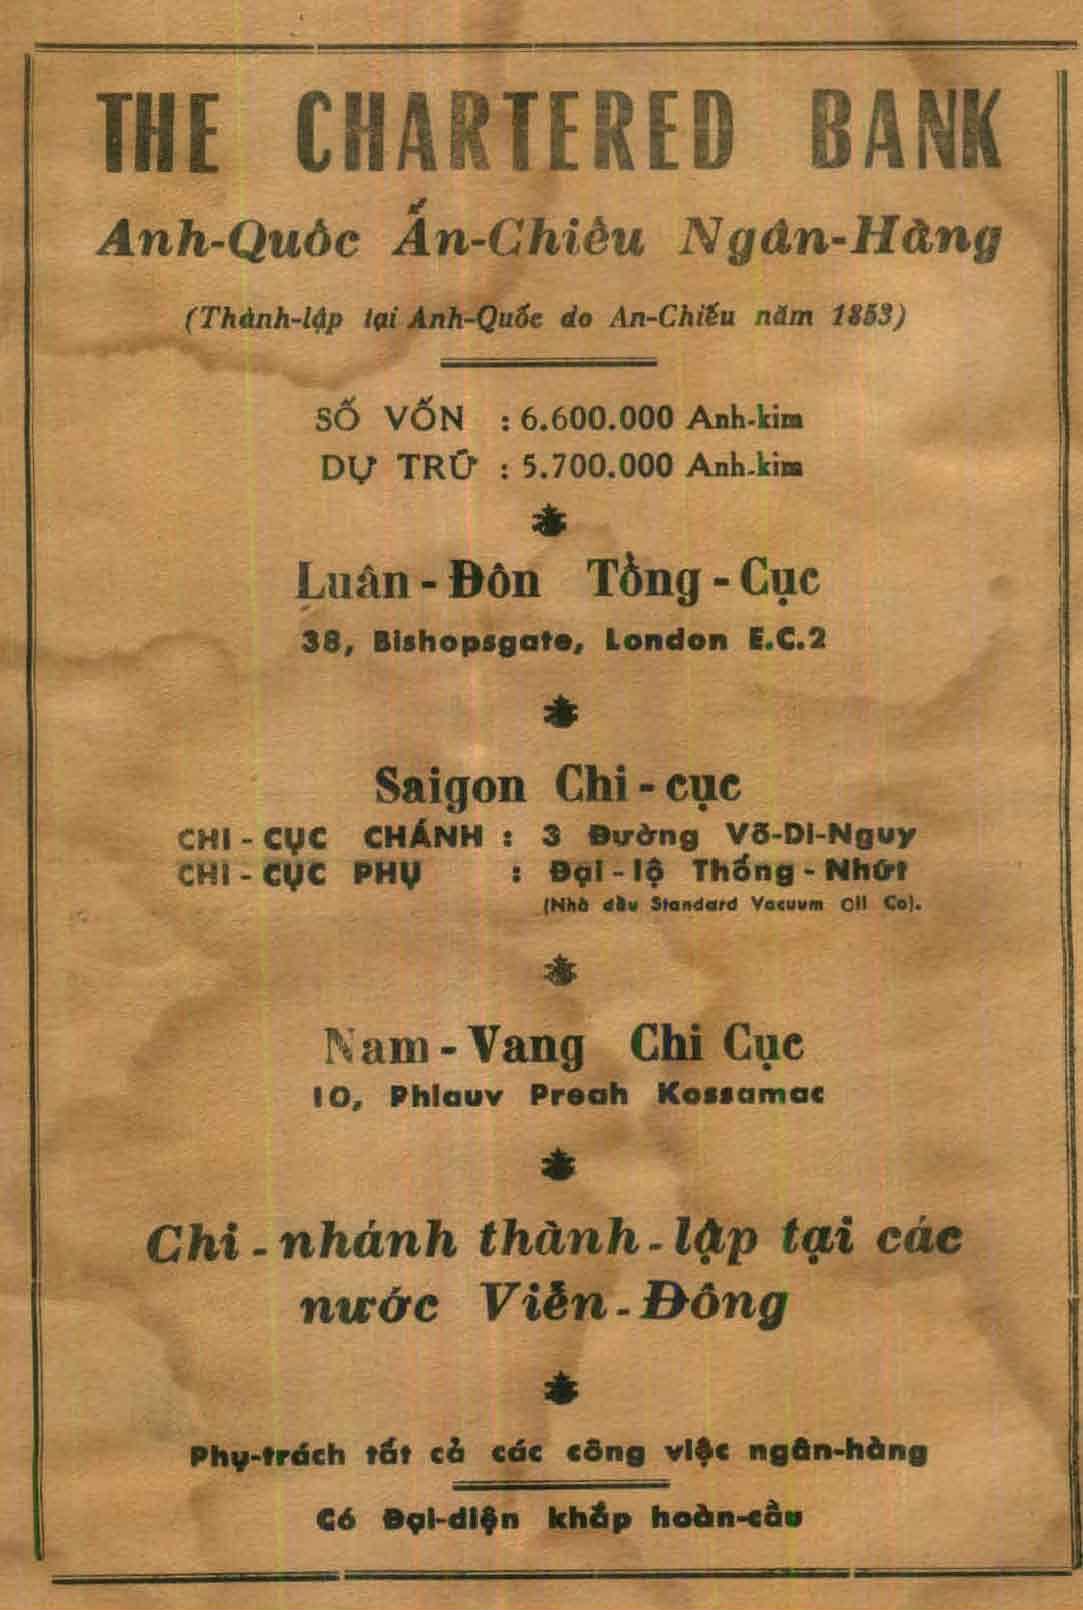 THE CHARTERED BANK
Anh-Quôc Ấn-Chiêu Ngân-Hàng
(Thành-lập tại Anh-Quốc do An-Chiếu năm 1853)
SỐ VỐN : 6.600.000 Anh-kim
DỰ TRỮ : 5.700.000 Anh-kim
Luân-Đôn Tổng-Cục
38, Bishopsgate, London E.C.2
Saigon Chi-cục
CHI-CỤC CHÁNH : 3 Đường Võ-Di-Nguy
CHI-CỤC PHỤ : Đại-lộ Thống-Nhứt
(Nhà dầu Standard Vacuum Oil Co).
Nam-Vang Chi Cục
10, Phlauv Preah Kossamac
Chi-nhánh thành-lập tại các
nước Viễn-Đông
Phụ-trách tất cả các công việc ngân-hàng
Có Đại-diện khắp hoàn-cầu